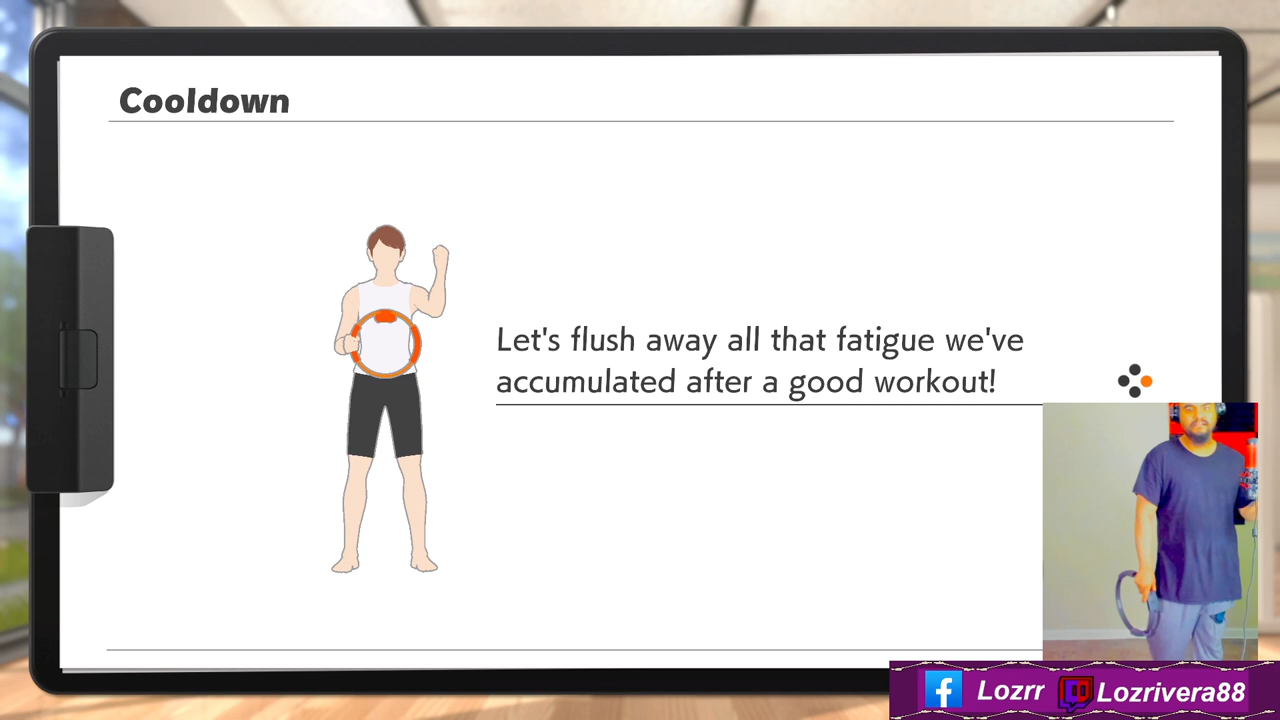 Cooldown
Let's flush away all that fatigue we've
accumulated after a good workout!
Lozrr
Lozrivera88